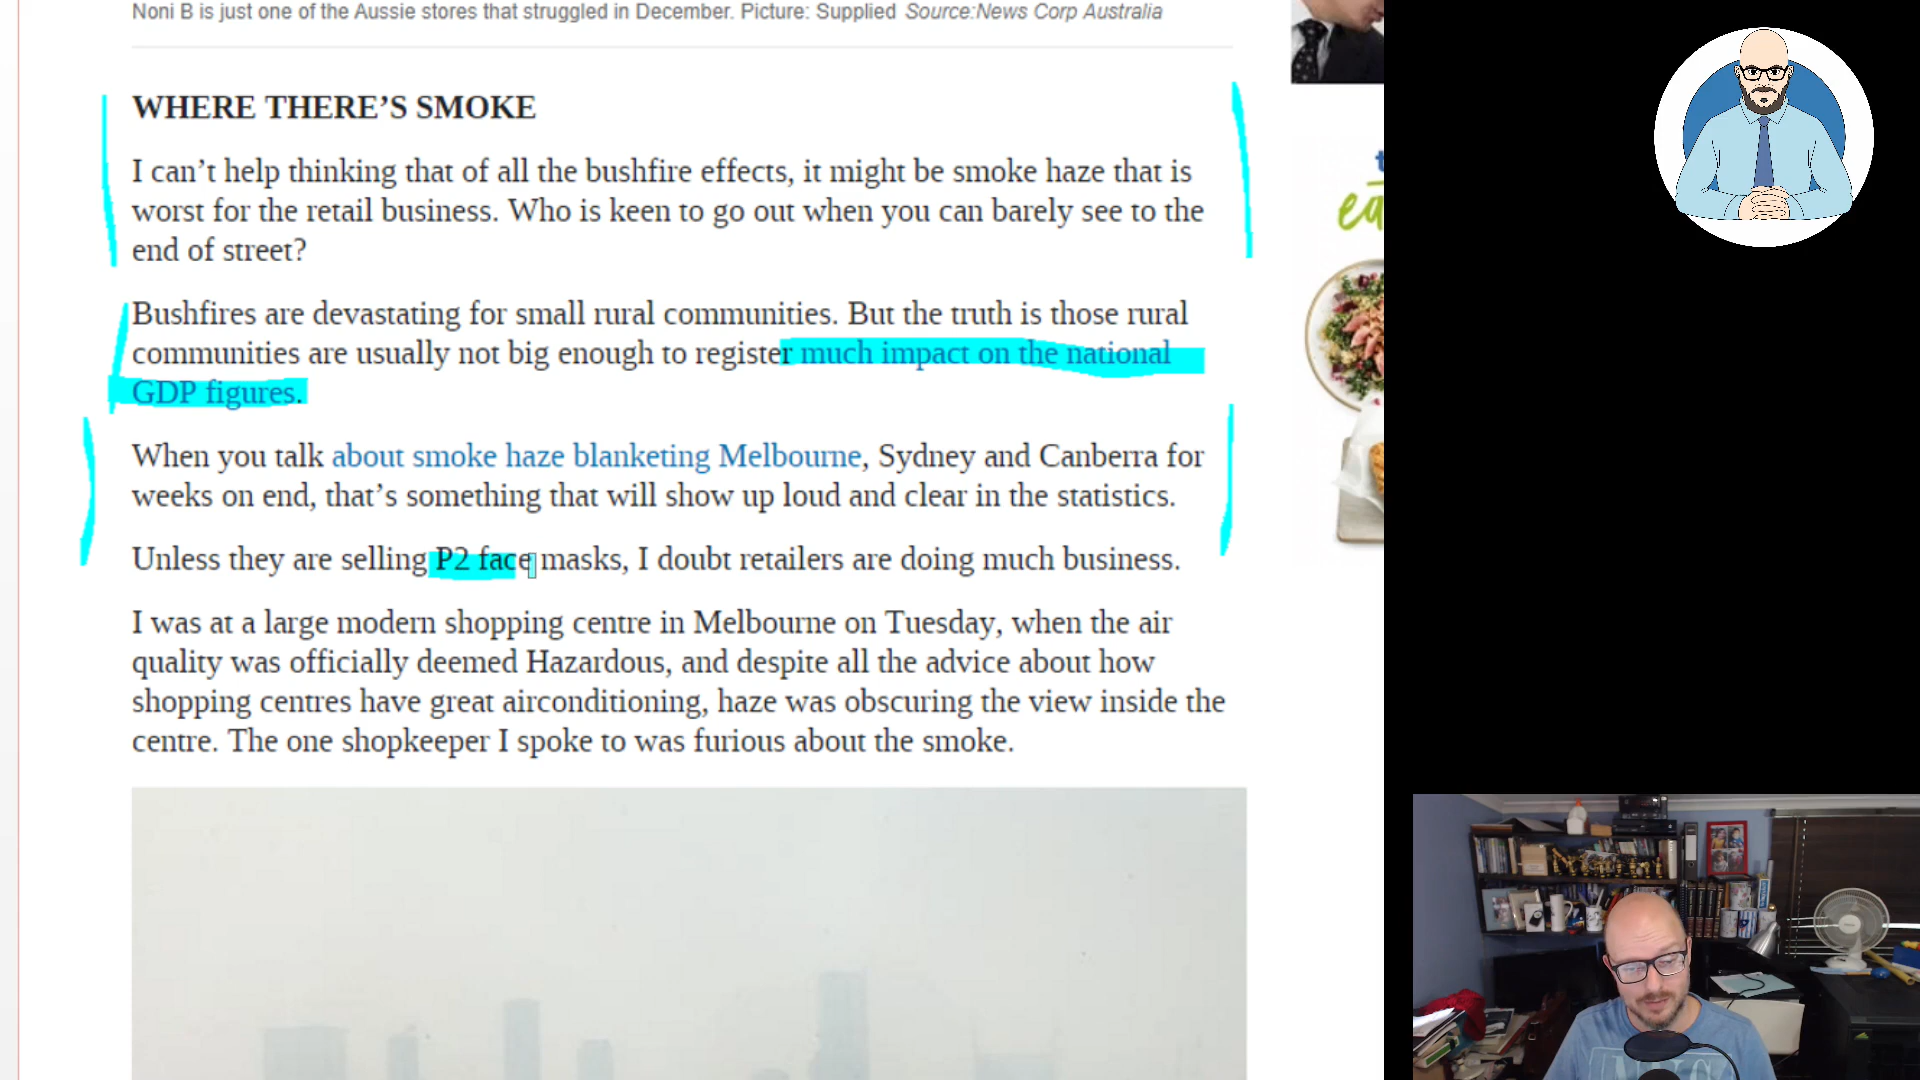 Noni B is just one of the Aussie stores that struggled in December. Picture: Supplied Source:News Corp Australia
WHERE THERE’S SMOKE
I can’t help thinking that of all the bushfire effects, it might be smoke haze that is
worst for the retail business. Who is keen to go out when you can barely see to the
end of street?
Bushfires are devastating for small rural communities. But the truth is those rural
communities are usually not big enough to register much impact on the national
GDP figures.
When you talk about smoke haze blanketing Melbourne, Sydney and Canberra for
weeks on end, that’s something that will show up loud and clear in the statistics.
Unless they are selling P2 face masks, I doubt retailers are doing much business.
I was at a large modern shopping centre in Melbourne on Tuesday, when the air
quality was officially deemed Hazardous, and despite all the advice about how
shopping centres have great airconditioning, haze was obscuring the view inside the
centre. The one shopkeeper I spoke to was furious about the smoke.